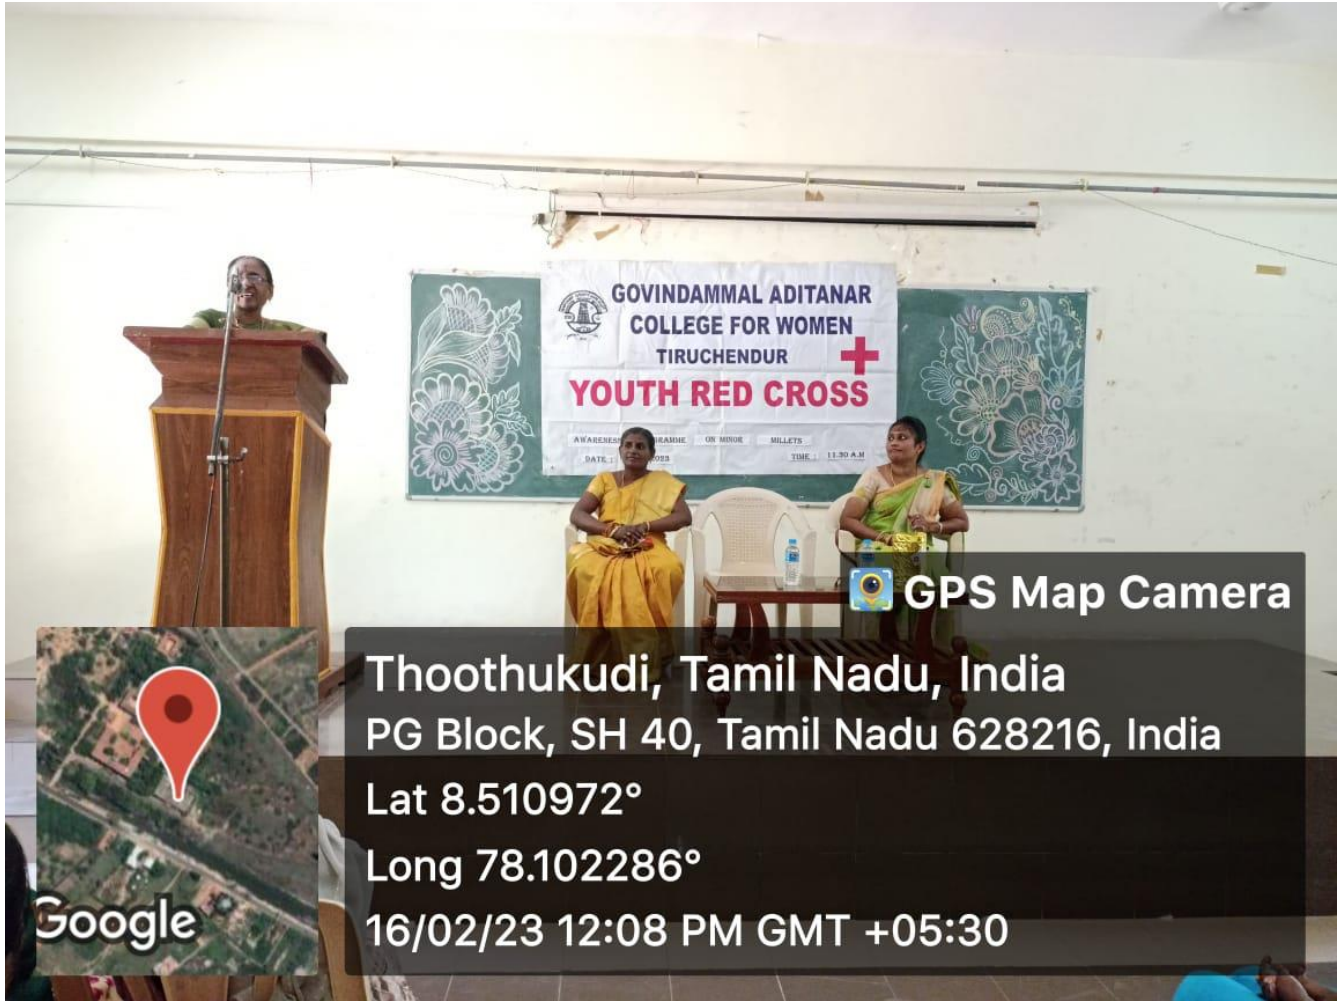 GOVINDAMMAL ADITANAR
COLLEGE FOR WOMEN
TIRUCHENDUR
YOUTH RED CROSS
AWARENESS ON MINOR MILLETS
DATE : TIME : 11.30 A.M
GPS Map Camera
Thoothukudi, Tamil Nadu, India
PG Block, SH 40, Tamil Nadu 628216, India
Lat 8.510972°
Long 78.102286°
16/02/23 12:08 PM GMT +05:30
Google